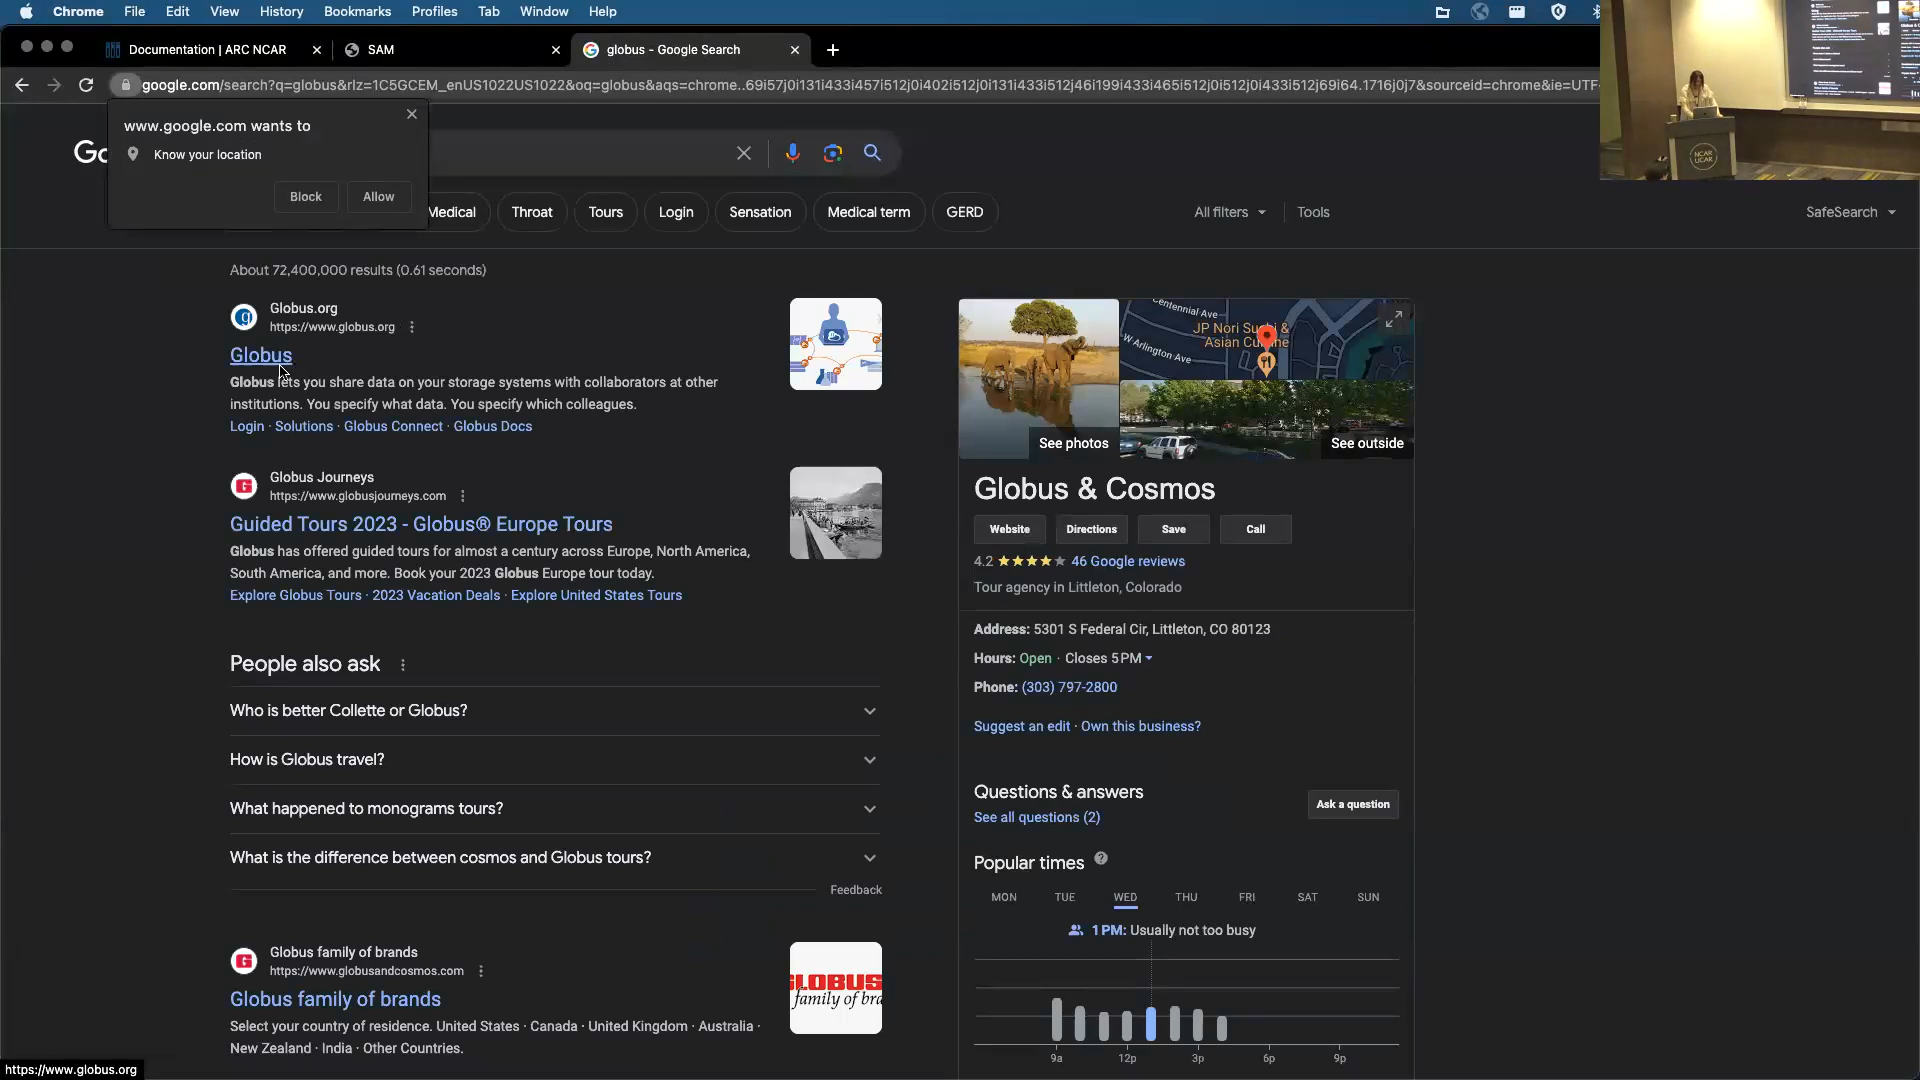 Chrome File Edit View History Bookmarks Profiles Tab Window Help
Documentation | ARC NCAR
SAM
globus - Google Search
google.com/search?q=globus&rlz=1C5GCEM_enUS1022US1022&oq=globus&aqs=chrome..69i57j0i131i433i457i512j0i402i512j0i131i433i512j46i199i433i465i512j0i512j0i512j69i64.1716j0j7&sourceid=chrome&ie=UTF-
www.google.com wants to
Know your location
Block Allow
Go
Medical Throat Tours Login Sensation Medical term GERD
All filters Tools SafeSearch
NCAR
UCAR
About 72,400,000 results (0.61 seconds)
Globus.org
https://www.globus.org
Globus
Globus lets you share data on your storage systems with collaborators at other
institutions. You specify what data. You specify which colleagues.
Login · Solutions · Globus Connect · Globus Docs
Globus Journeys
https://www.globusjourneys.com
Guided Tours 2023 - Globus® Europe Tours
Globus has offered guided tours for almost a century across Europe, North America,
South America, and more. Book your 2023 Globus Europe tour today.
Explore Globus Tours · 2023 Vacation Deals · Explore United States Tours
People also ask
Who is better Collette or Globus?
How is Globus travel?
What happened to monograms tours?
What is the difference between cosmos and Globus tours?
Feedback
Globus family of brands
https://www.globusandcosmos.com
Globus family of brands
Select your country of residence. United States · Canada · United Kingdom · Australia ·
New Zealand · India · Other Countries.
GLOBUS
family of bra
https://www.globus.org
Centennial Ave
W Arlington Ave
JP Nori Sushi &
Asian Cuisine
See photos
See outside
Globus & Cosmos
Website Directions Save Call
4.2 46 Google reviews
Tour agency in Littleton, Colorado
Address: 5301 S Federal Cir, Littleton, CO 80123
Hours: Open · Closes 5 PM
Phone: (303) 797-2800
Suggest an edit · Own this business?
Questions & answers
See all questions (2)
Ask a question
Popular times
MON TUE WED THU FRI SAT SUN
1 PM: Usually not too busy
9a 12p 3p 6p 9p